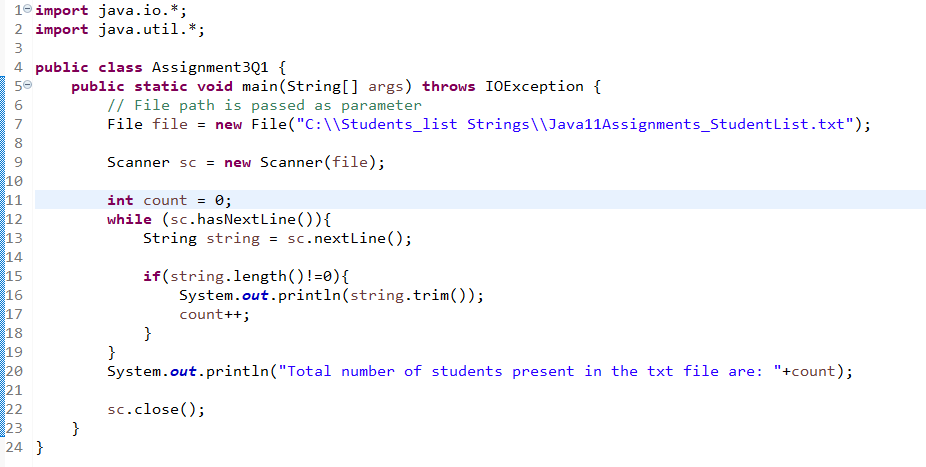 1 import java.io.*;
2 import java.util.*;
3
4 public class Assignment3Q1 {
5     public static void main(String[] args) throws IOException {
6         // File path is passed as parameter
7         File file = new File("C:\\Students_list Strings\\Java11Assignments_StudentList.txt");
8
9         Scanner sc = new Scanner(file);
10
11         int count = 0;
12         while (sc.hasNextLine()){
13             String string = sc.nextLine();
14
15             if(string.length()!=0){
16                 System.out.println(string.trim());
17                 count++;
18             }
19         }
20         System.out.println("Total number of students present in the txt file are: "+count);
21
22         sc.close();
23     }
24 }